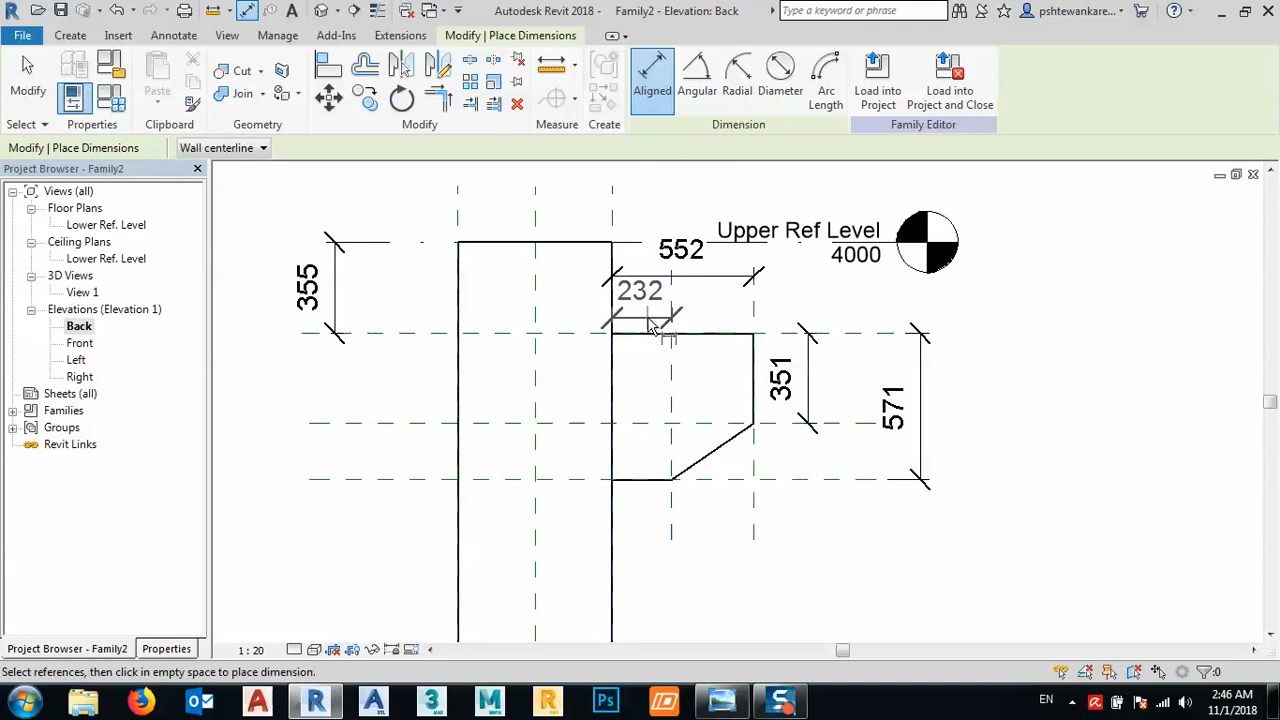 Autodesk Revit 2018 - Family2 - Elevation: Back
Type a keyword or phrase
pshtewankare...
File Create Insert Annotate View Manage Add-Ins Extensions Modify | Place Dimensions
Modify
Select
Properties
Paste
Clipboard
Cut
Join
Geometry
Modify
Measure
Create
Aligned
Angular
Radial
Diameter
Arc
Length
Dimension
Load into
Project
Load into
Project and Close
Family Editor
Modify | Place Dimensions
Wall centerline
Project Browser - Family2
Views (all)
Floor Plans
Lower Ref. Level
Ceiling Plans
Lower Ref. Level
3D Views
View 1
Elevations (Elevation 1)
Back
Front
Left
Right
Sheets (all)
Families
Groups
Revit Links
Upper Ref Level
4000
552
232
355
351
571
Project Browser - Family2
Properties
1 : 20
Select references, then click in empty space to place dimension.
:0
EN
2:46 AM
11/1/2018